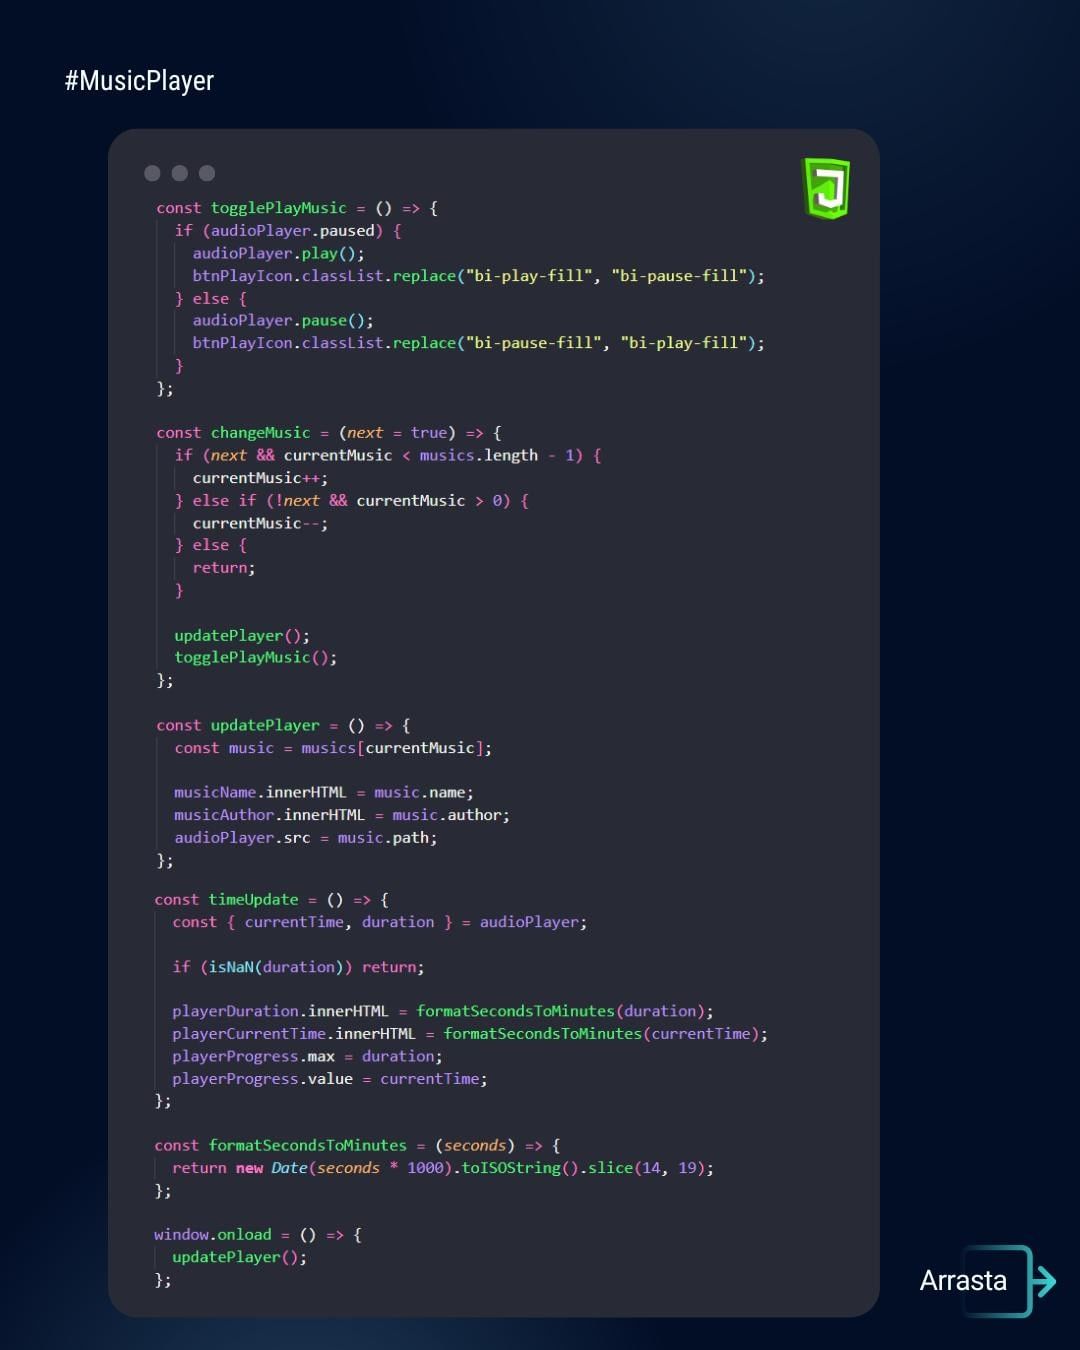 #MusicPlayer
const togglePlayMusic = () => {
  if (audioPlayer.paused) {
    audioPlayer.play();
    btnPlayIcon.classList.replace("bi-play-fill", "bi-pause-fill");
  } else {
    audioPlayer.pause();
    btnPlayIcon.classList.replace("bi-pause-fill", "bi-play-fill");
  }
};

const changeMusic = (next = true) => {
  if (next && currentMusic < musics.length - 1) {
    currentMusic++;
  } else if (!next && currentMusic > 0) {
    currentMusic--;
  } else {
    return;
  }

  updatePlayer();
  togglePlayMusic();
};

const updatePlayer = () => {
  const music = musics[currentMusic];

  musicName.innerHTML = music.name;
  musicAuthor.innerHTML = music.author;
  audioPlayer.src = music.path;
};

const timeUpdate = () => {
  const { currentTime, duration } = audioPlayer;

  if (isNaN(duration)) return;

  playerDuration.innerHTML = formatSecondsToMinutes(duration);
  playerCurrentTime.innerHTML = formatSecondsToMinutes(currentTime);
  playerProgress.max = duration;
  playerProgress.value = currentTime;
};

const formatSecondsToMinutes = (seconds) => {
  return new Date(seconds * 1000).toISOString().slice(14, 19);
};

window.onload = () => {
  updatePlayer();
};
Arrasta